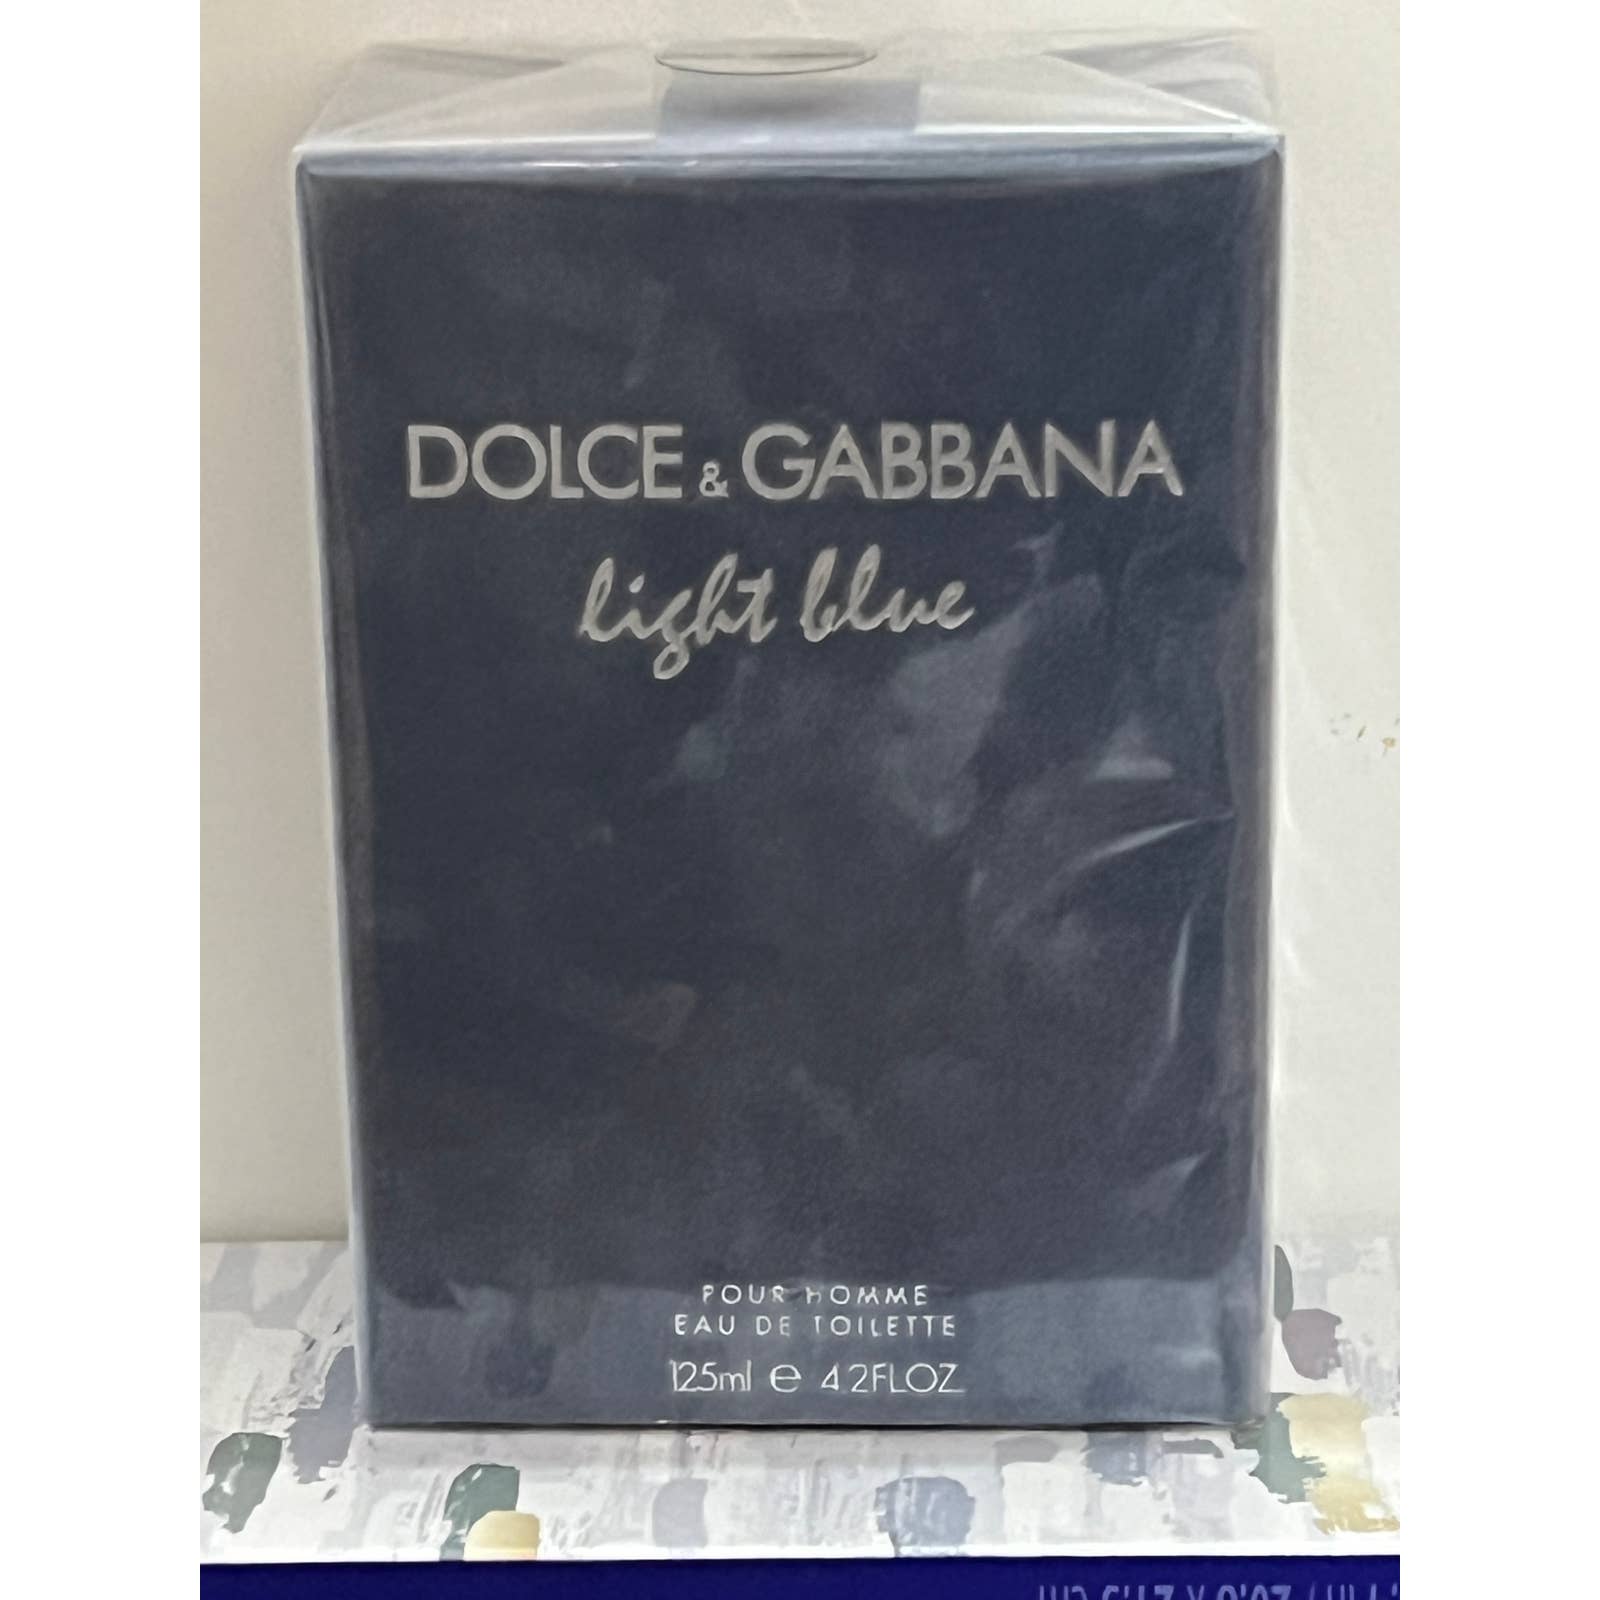 DOLCE & GABBANA
light blue
POUR HOMME
EAU DE TOILETTE
125ml e 4.2FLOZ